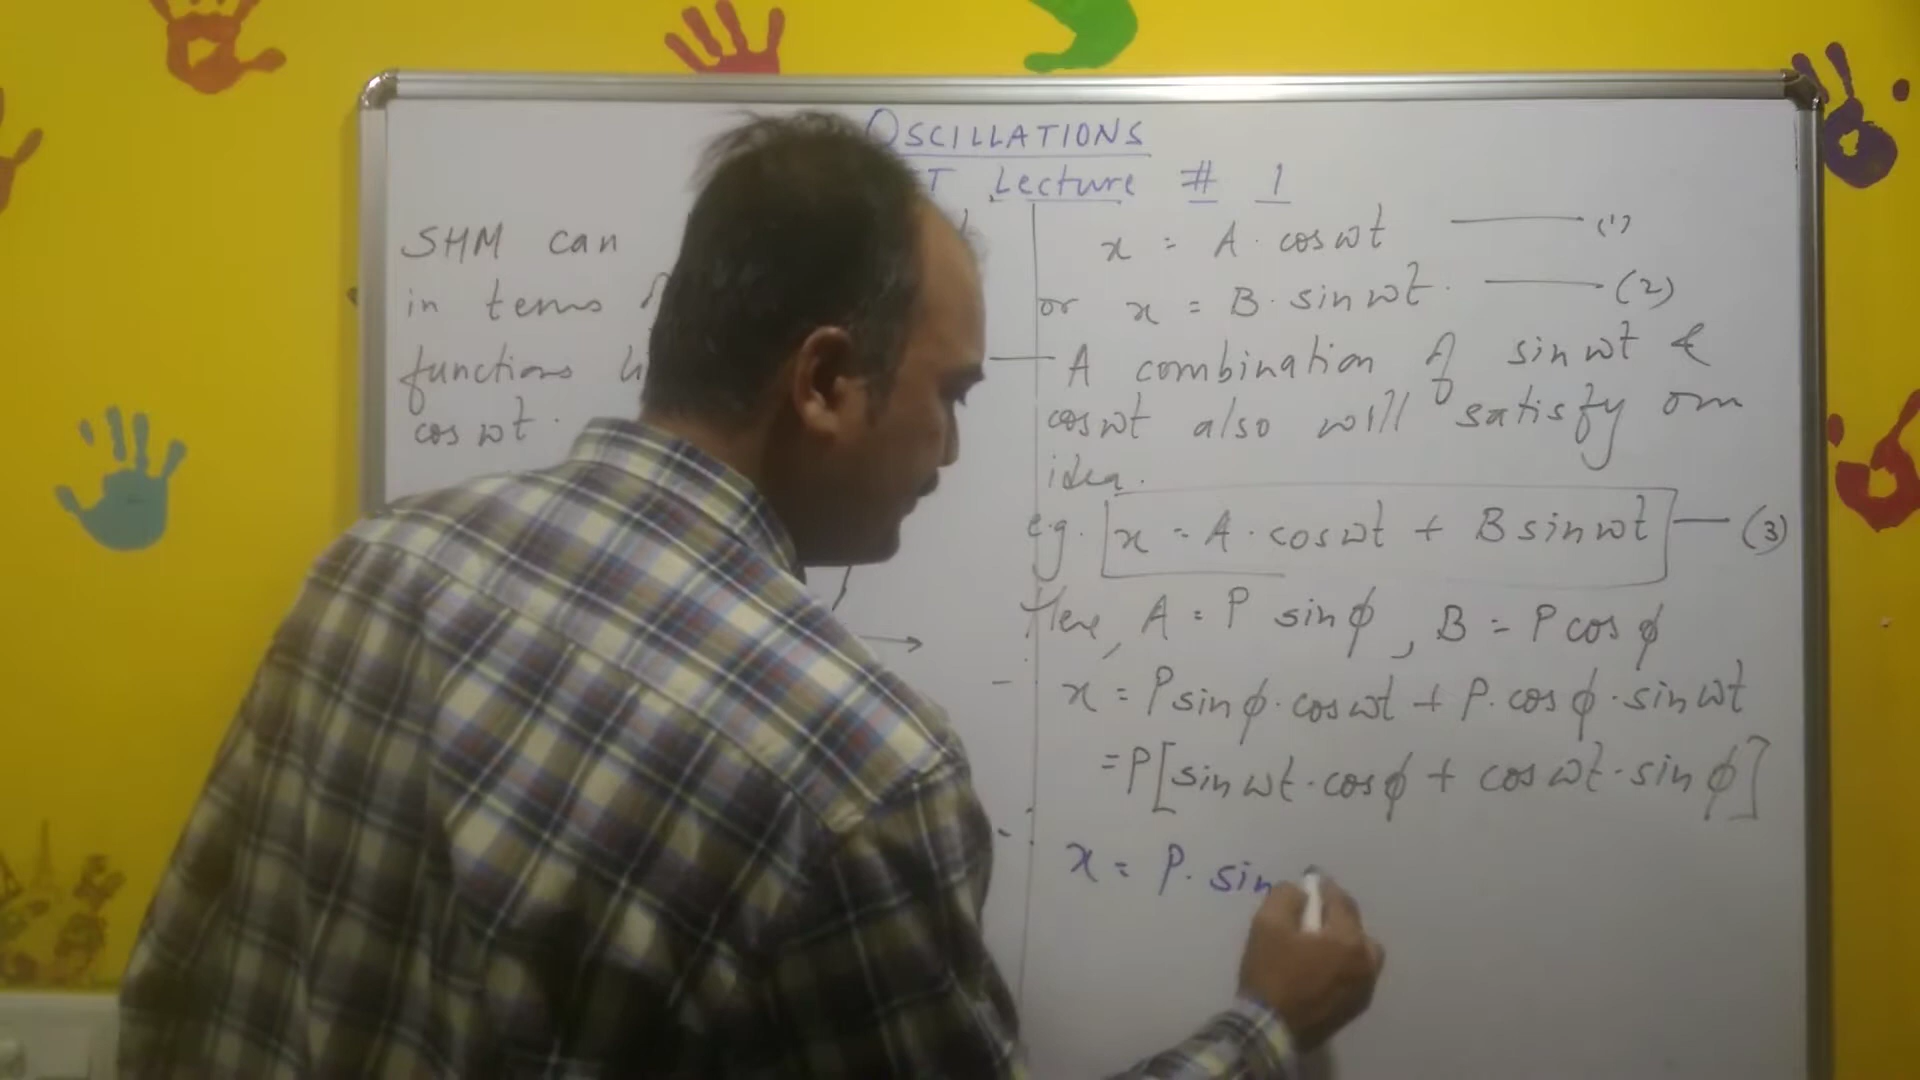 OSCILLATIONS
T Lecture # 1
SHM can
in terms
functions
cos ωt.
x = A. cos ωt ——— (1)
or x = B. sin ωt. ——— (2)
— A combination of sin ωt &
cos ωt also will satisfy our
idea.
e.g. x = A. cos ωt + B sin ωt — (3)
Here, A = P sin ϕ, B = P cos ϕ
x = P sin ϕ. cos ωt + P. cos ϕ. sin ωt
= P[sin ωt. cos ϕ + cos ωt. sin ϕ]
x = P. sin